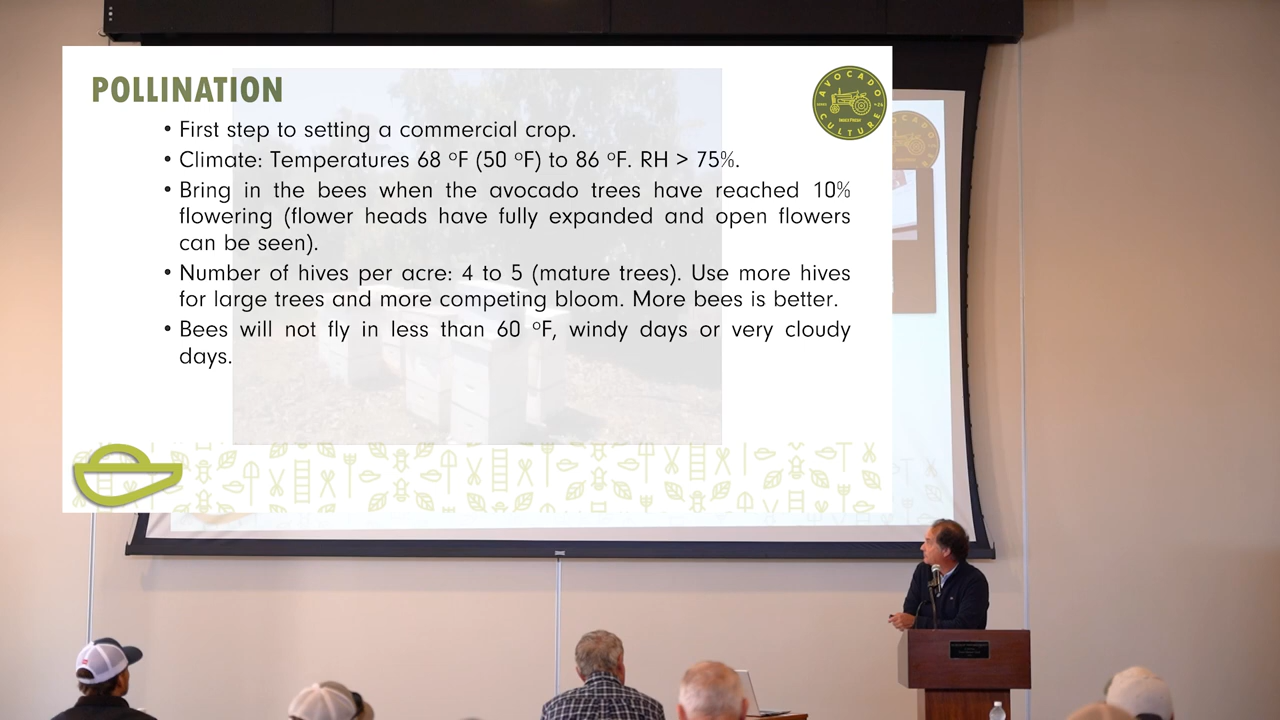 POLLINATION
AVOCADO
CULTURE
• First step to setting a commercial crop.
• Climate: Temperatures 68 ºF (50 ºF) to 86 ºF. RH > 75%.
• Bring in the bees when the avocado trees have reached 10%
flowering (flower heads have fully expanded and open flowers
can be seen).
• Number of hives per acre: 4 to 5 (mature trees). Use more hives
for large trees and more competing bloom. More bees is better.
• Bees will not fly in less than 60 ºF, windy days or very cloudy
days.